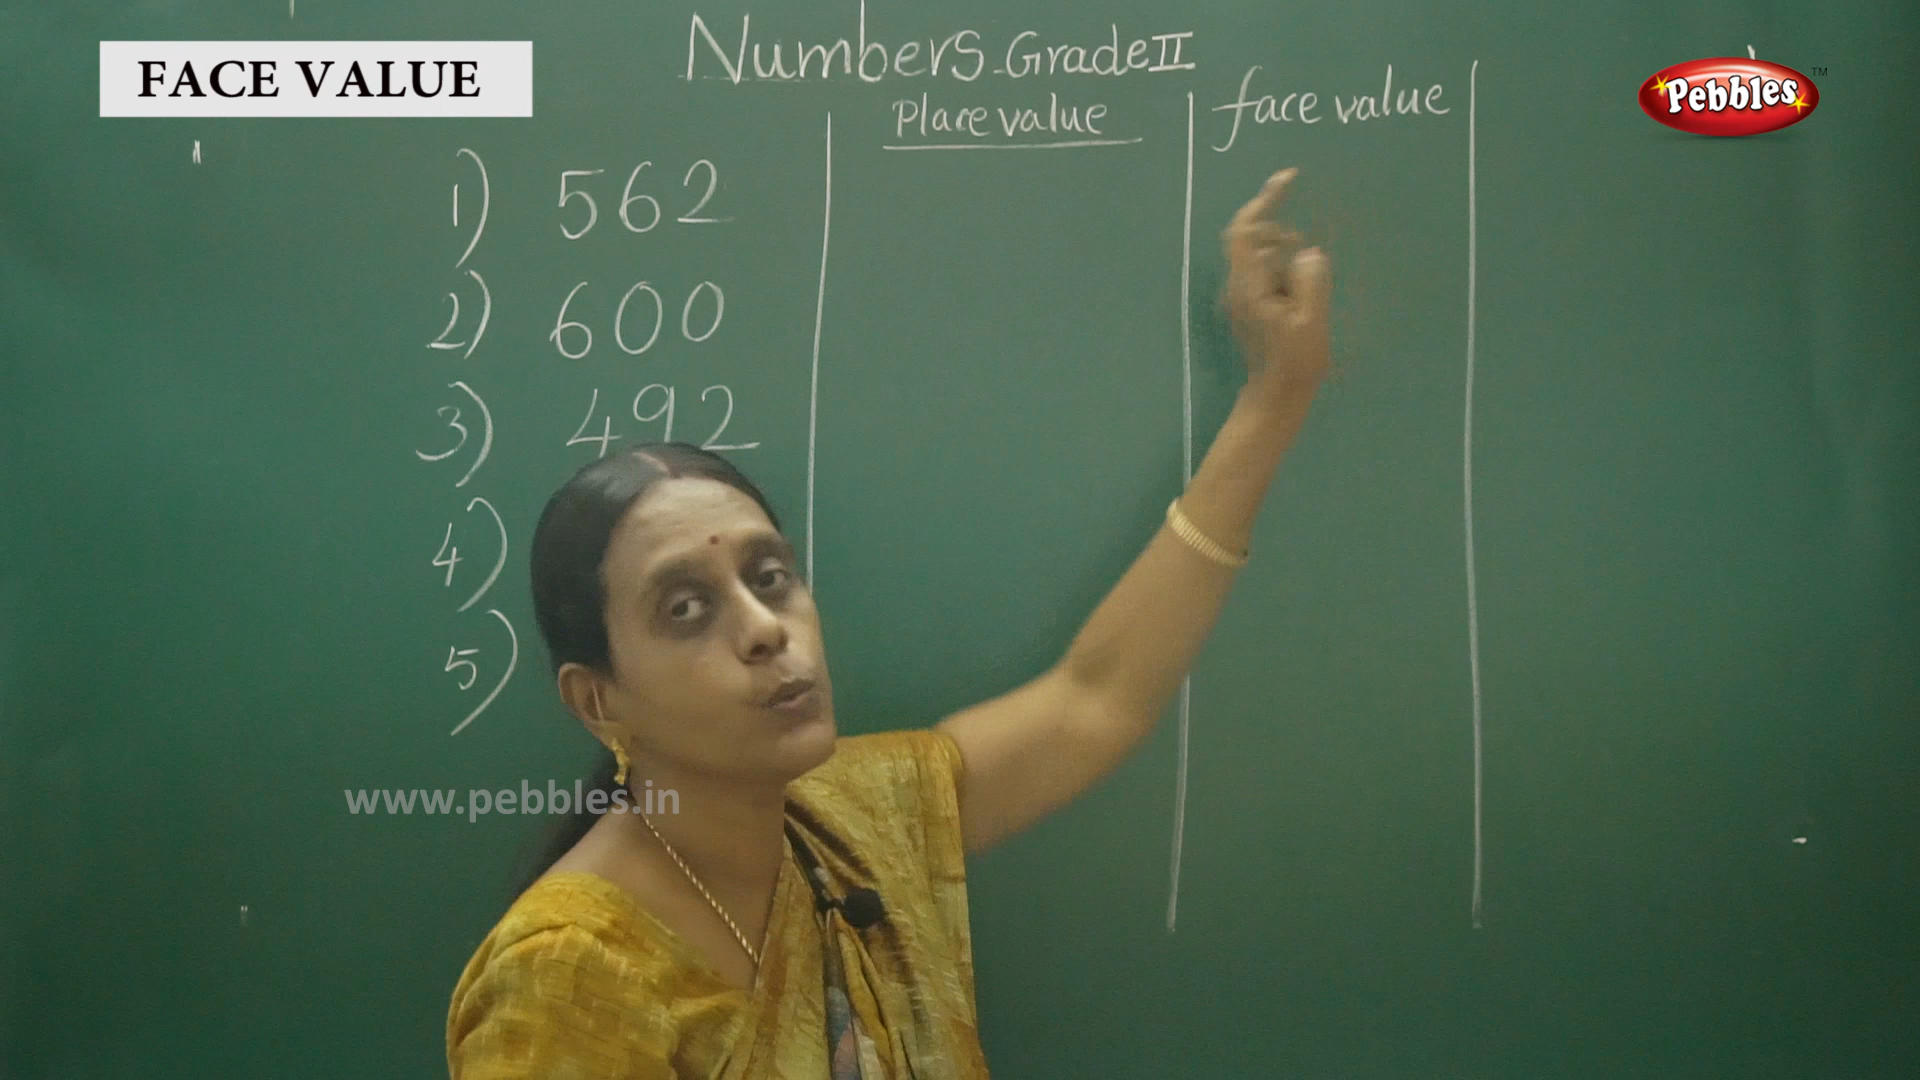 FACE VALUE
Numbers Grade II
Pebbles™
Place value
face value
1) 562
2) 600
3) 492
4)
5)
www.pebbles.in